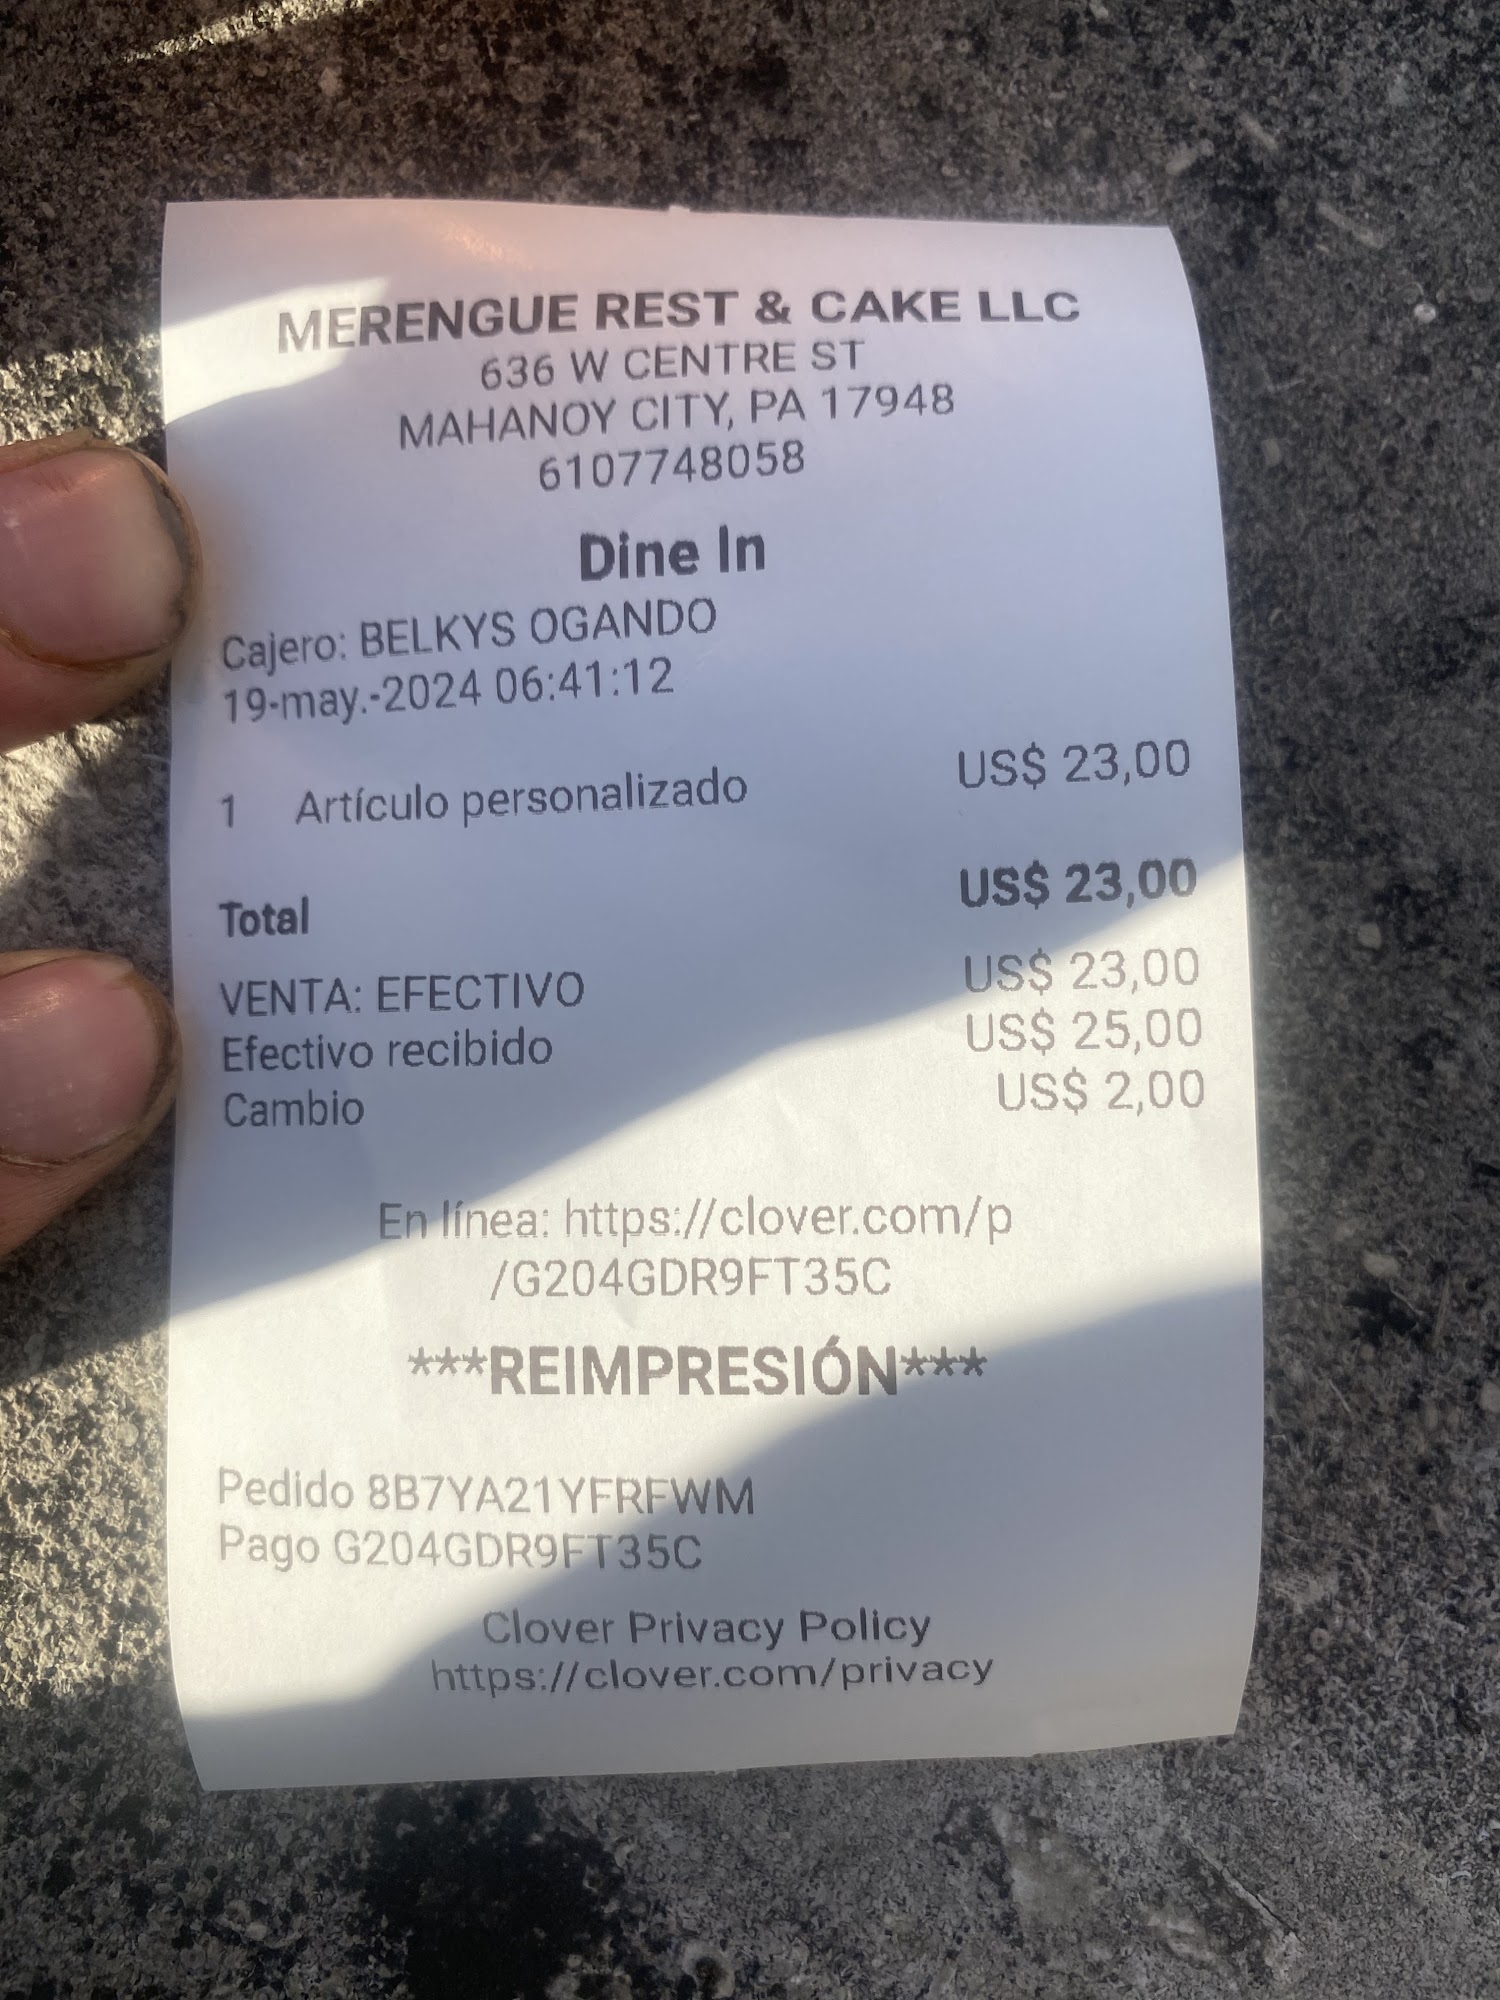 MERENGUE REST & CAKE LLC
636 W CENTRE ST
MAHANOY CITY, PA 17948
6107748058
Dine In
Cajero: BELKYS OGANDO
19-may.-2024 06:41:12
1 Artículo personalizado US$ 23,00
Total US$ 23,00
VENTA: EFECTIVO US$ 23,00
Efectivo recibido US$ 25,00
Cambio US$ 2,00
En línea: https://clover.com/p
/G204GDR9FT35C
***REIMPRESIÓN***
Pedido 8B7YA21YFRFWM
Pago G204GDR9FT35C
Clover Privacy Policy
https://clover.com/privacy